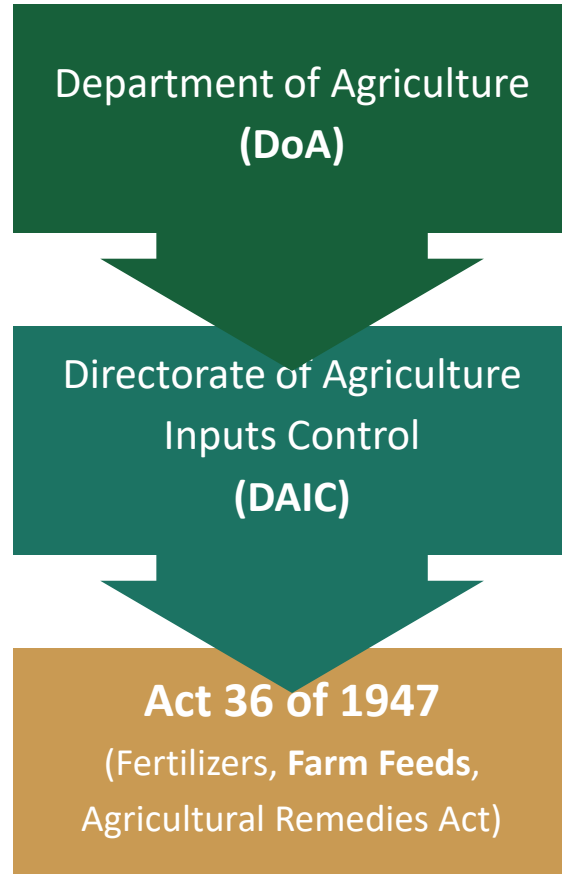 Department of Agriculture
(DoA)
Directorate of Agriculture
Inputs Control
(DAIC)
Act 36 of 1947
(Fertilizers, Farm Feeds,
Agricultural Remedies Act)